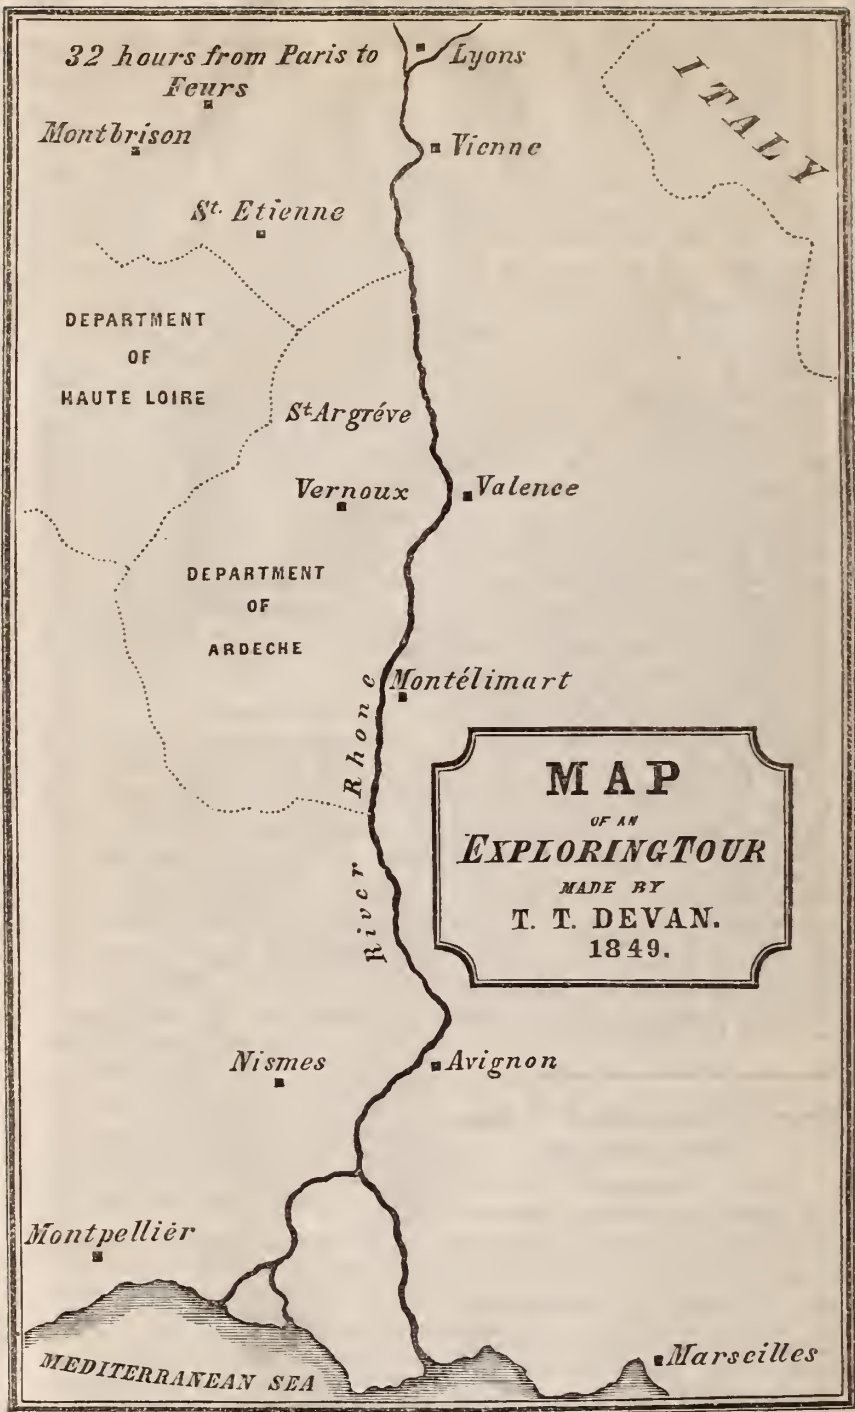 32 hours from Paris to
Feurs
Lyons
ITALY
Montbrison
Vienne
St. Etienne
DEPARTMENT
OF
HAUTE LOIRE
St Argréve
Vernoux
Valence
DEPARTMENT
OF
ARDECHE
Montélimart
River Rhone
MAP
OF AN
EXPLORING TOUR
MADE BY
T. T. DEVAN.
1849.
Nismes
Avignon
Montpelliér
Marseilles
MEDITERRANEAN SEA